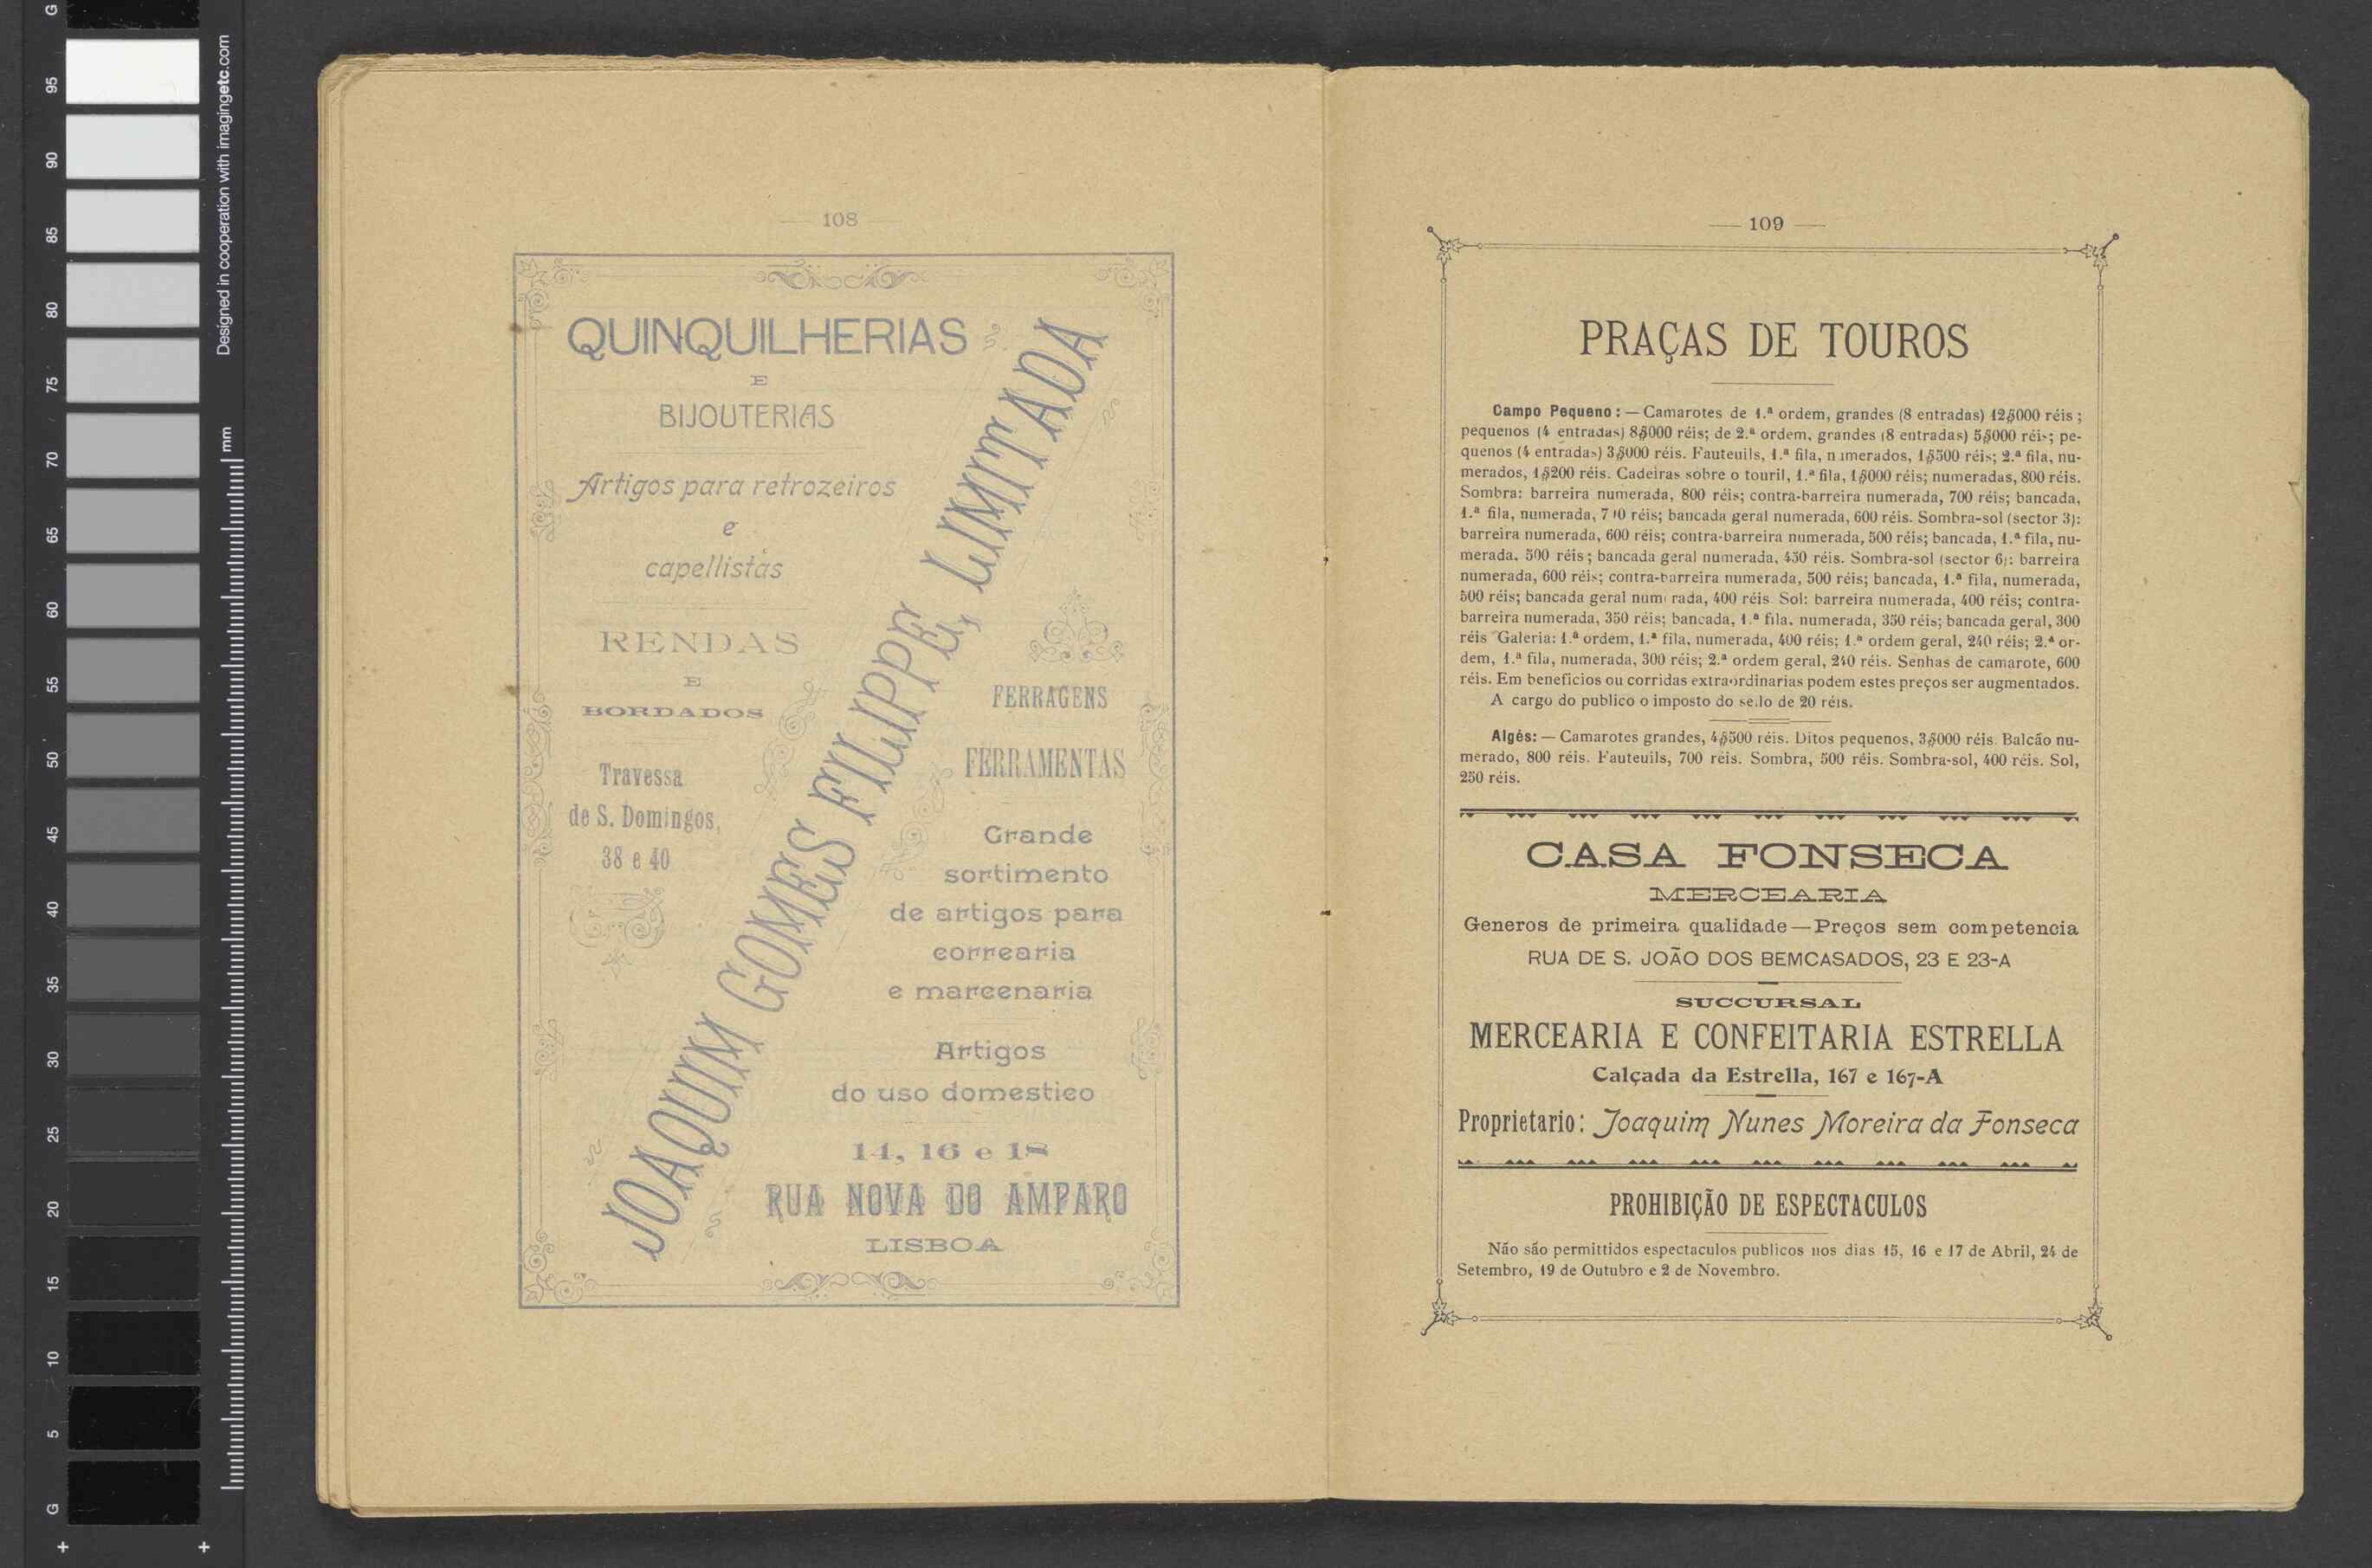 108
QUINQUILHERIAS
E
BIJOUTERIAS
Artigos para retrozeiros
e
capellistas
RENDAS
E
BORDADOS
Travessa
de S. Domingos,
38 e 40
JOAQUIM GOMES FILIPPE, LIMITADA
FERRAGENS
FERRAMENTAS
Grande
sortimento
de artigos para
correaria
e marcenaria
Artigos
do uso domestico
14, 16 e 18
RUA NOVA DO AMPARO
LISBOA
109
PRAÇAS DE TOUROS
Campo Pequeno: — Camarotes de 1.ª ordem, grandes (8 entradas) 12$000 réis;
pequenos (4 entradas) 8$000 réis; de 2.ª ordem, grandes (8 entradas) 5$000 réis; pe-
quenos (4 entradas) 3$000 réis. Fauteuils, 1.ª fila, numerados, 1$500 réis; 2.ª fila, nu-
merados, 1$200 réis. Cadeiras sobre o touril, 1.ª fila, 1$000 réis; numeradas, 800 réis.
Sombra: barreira numerada, 800 réis; contra-barreira numerada, 700 réis; bancada,
1.ª fila, numerada, 700 réis; bancada geral numerada, 600 réis. Sombra-sol (sector 3):
barreira numerada, 600 réis; contra-barreira numerada, 500 réis; bancada, 1.ª fila, nu-
merada, 500 réis; bancada geral numerada, 450 réis. Sombra-sol (sector 6): barreira
numerada, 600 réis; contra-barreira numerada, 500 réis; bancada, 1.ª fila, numerada,
500 réis; bancada geral numerada, 400 réis. Sol: barreira numerada, 400 réis; contra-
barreira numerada, 350 réis; bancada, 1.ª fila, numerada, 350 réis; bancada geral, 300
réis Galeria: 1.ª ordem, 1.ª fila, numerada, 400 réis; 1.ª ordem geral, 240 réis; 2.ª or-
dem, 1.ª fila, numerada, 300 réis; 2.ª ordem geral, 240 réis. Senhas de camarote, 600
réis. Em beneficios ou corridas extraordinarias podem estes preços ser augmentados.
A cargo do publico o imposto do sello de 20 réis.
Algés: — Camarotes grandes, 4$500 réis. Ditos pequenos, 3$000 réis. Balcão nu-
merado, 800 réis. Fauteuils, 700 réis. Sombra, 500 réis. Sombra-sol, 400 réis. Sol,
250 réis.
CASA FONSECA
MERCEARIA
Generos de primeira qualidade — Preços sem competencia
RUA DE S. JOÃO DOS BEMCASADOS, 23 E 23-A
SUCCURSAL
MERCEARIA E CONFEITARIA ESTRELLA
Calçada da Estrella, 167 e 167-A
Proprietario: Joaquim Nunes Moreira da Fonseca
PROHIBIÇÃO DE ESPECTACULOS
Não são permittidos espectaculos publicos nos dias 15, 16 e 17 de Abril, 24 de
Setembro, 19 de Outubro e 2 de Novembro.
G
95
90
85
80
75
70
65
60
55
50
45
40
35
30
25
20
15
10
5
G
mm
Designed in cooperation with imagingetc.com